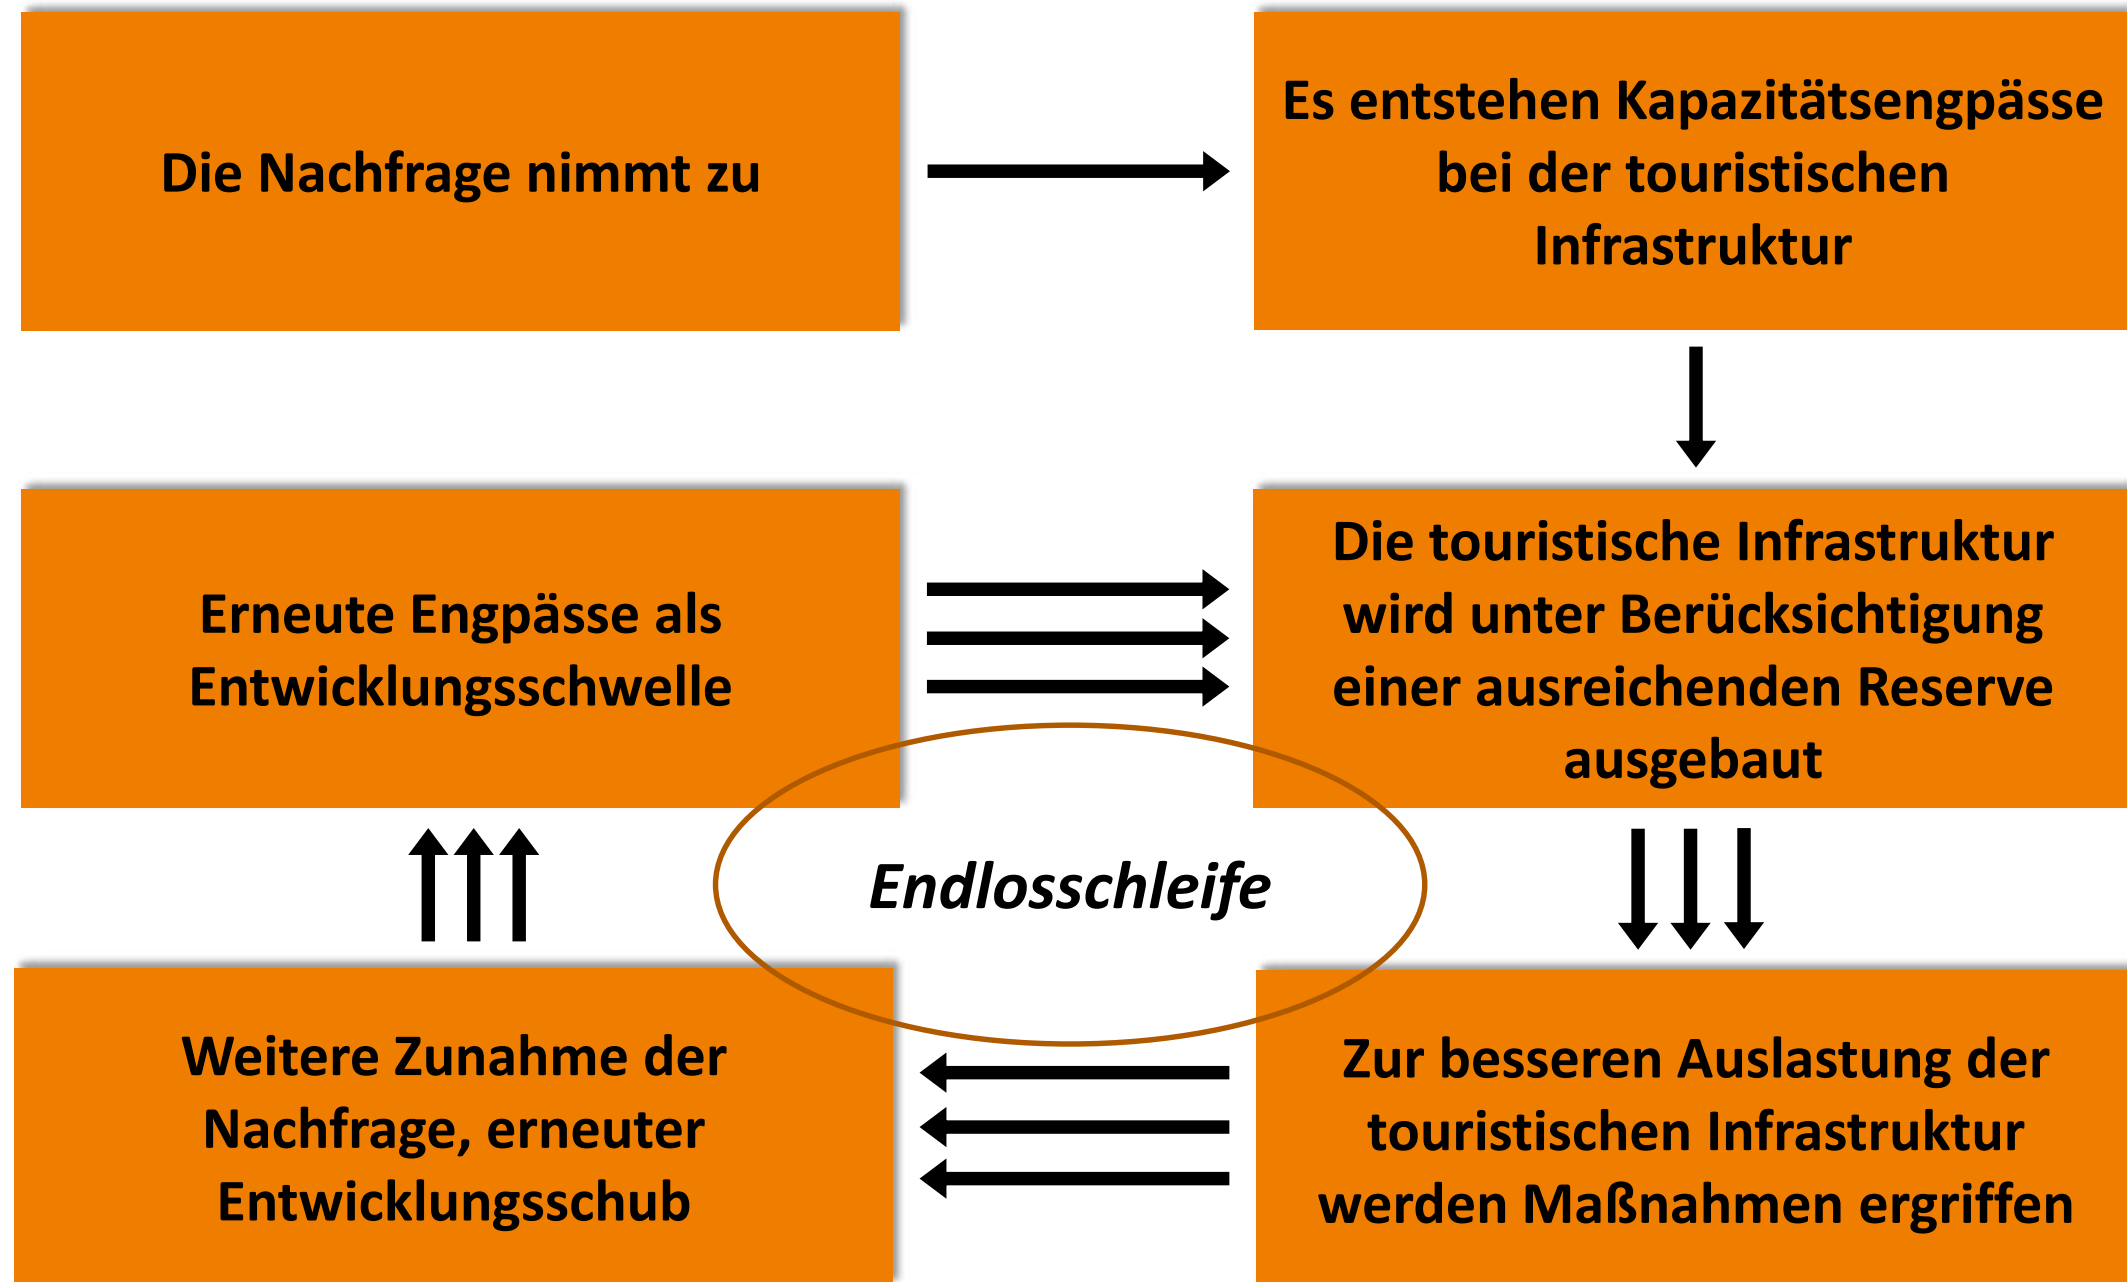 Die Nachfrage nimmt zu
Es entstehen Kapazitätsengpässe
bei der touristischen
Infrastruktur
Erneute Engpässe als
Entwicklungsschwelle
Die touristische Infrastruktur
wird unter Berücksichtigung
einer ausreichenden Reserve
ausgebaut
Endlosschleife
Weitere Zunahme der
Nachfrage, erneuter
Entwicklungsschub
Zur besseren Auslastung der
touristischen Infrastruktur
werden Maßnahmen ergriffen